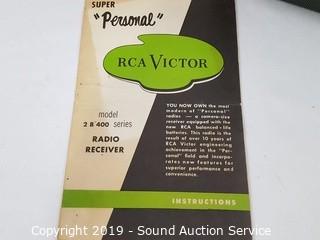 SUPER
"Personal"
RCA VICTOR
model
2 B 400 series
RADIO
RECEIVER
YOU NOW OWN the most
modern of "Personal"
radios — a camera-size
receiver equipped with the
new RCA balanced-life
batteries. This radio is the
result of over 10 years of
RCA Victor engineering
achievement in the "Per-
sonal" field and incorpo-
rates new features for
superior performance and
convenience.
INSTRUCTIONS
Copyright 2019 - Sound Auction Service